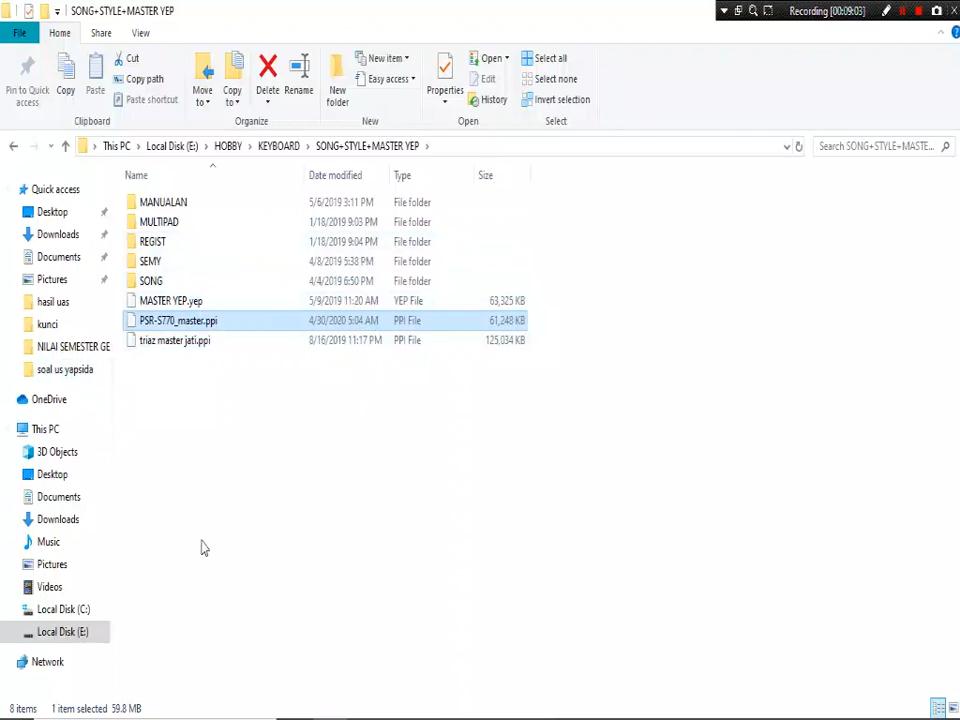 SONG+STYLE+MASTER YEP
Recording [00:09:03]
File Home Share View
Pin to Quick access
Copy
Paste
Cut
Copy path
Paste shortcut
Clipboard
Move to
Copy to
Delete
Rename
Organize
New folder
New item
Easy access
New
Properties
Open
Edit
History
Open
Select all
Select none
Invert selection
Select
This PC > Local Disk (E:) > HOBBY > KEYBOARD > SONG+STYLE+MASTER YEP >
Search SONG+STYLE+MASTE...
Name Date modified Type Size
MANUALAN 5/6/2019 3:11 PM File folder
MULTIPAD 1/18/2019 9:03 PM File folder
REGIST 1/18/2019 9:04 PM File folder
SEMY 4/8/2019 5:38 PM File folder
SONG 4/4/2019 6:50 PM File folder
MASTER YEP.yep 5/9/2019 11:20 AM YEP File 63,325 KB
PSR-S770_master.ppi 4/30/2020 5:04 AM PPI File 61,248 KB
triaz master jati.ppi 8/16/2019 11:17 PM PPI File 125,034 KB
Quick access
Desktop
Downloads
Documents
Pictures
hasil uas
kunci
NILAI SEMESTER GE
soal us yapsida
OneDrive
This PC
3D Objects
Desktop
Documents
Downloads
Music
Pictures
Videos
Local Disk (C:)
Local Disk (E:)
Network
8 items 1 item selected 59.8 MB